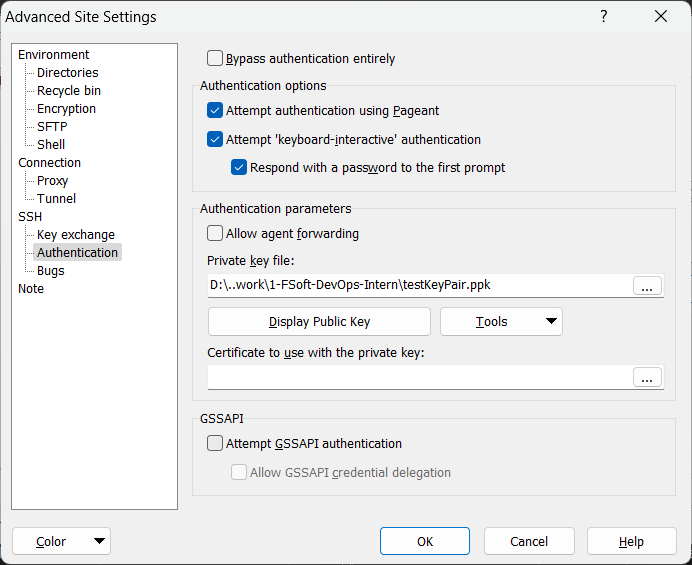 Advanced Site Settings
?
Environment
Directories
Recycle bin
Encryption
SFTP
Shell
Connection
Proxy
Tunnel
SSH
Key exchange
Authentication
Bugs
Note
Bypass authentication entirely
Authentication options
Attempt authentication using Pageant
Attempt 'keyboard-interactive' authentication
Respond with a password to the first prompt
Authentication parameters
Allow agent forwarding
Private key file:
D:\..work\1-FSoft-DevOps-Intern\testKeyPair.ppk
...
Display Public Key
Tools
Certificate to use with the private key:
...
GSSAPI
Attempt GSSAPI authentication
Allow GSSAPI credential delegation
Color
OK
Cancel
Help